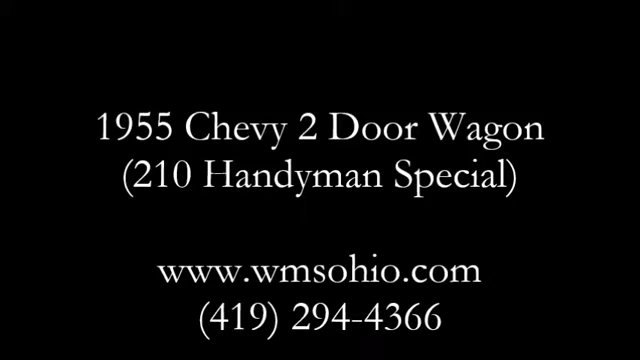 1955 Chevy 2 Door Wagon
(210 Handyman Special)
www.wmsohio.com
(419) 294-4366